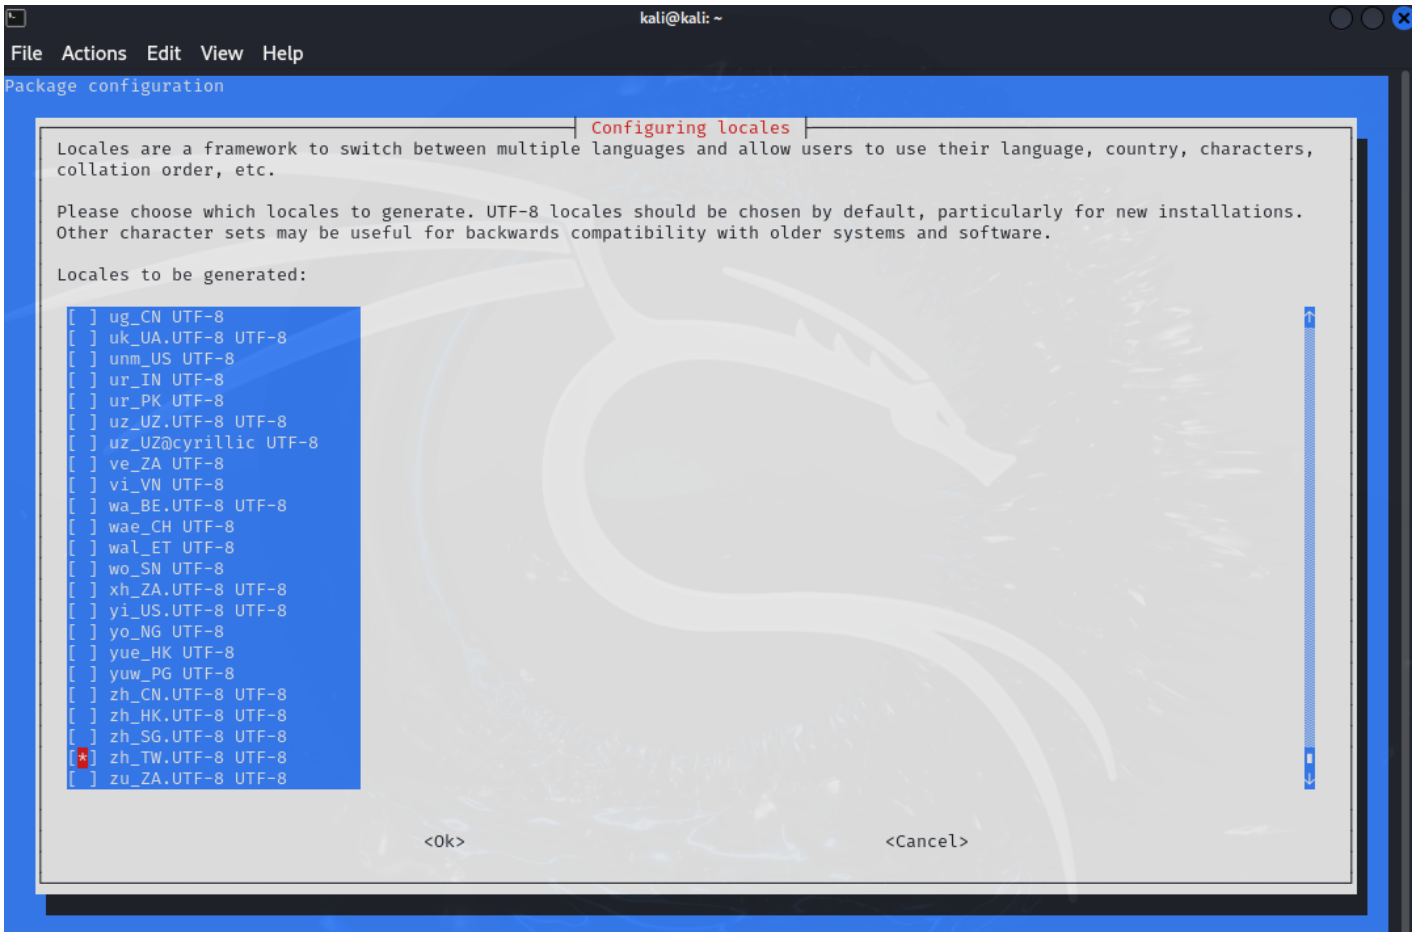 kali@kali: ~
File Actions Edit View Help
Package configuration
Configuring locales
Locales are a framework to switch between multiple languages and allow users to use their language, country, characters,
collation order, etc.
Please choose which locales to generate. UTF-8 locales should be chosen by default, particularly for new installations.
Other character sets may be useful for backwards compatibility with older systems and software.
Locales to be generated:
[ ] ug_CN UTF-8
[ ] uk_UA.UTF-8 UTF-8
[ ] unm_US UTF-8
[ ] ur_IN UTF-8
[ ] ur_PK UTF-8
[ ] uz_UZ.UTF-8 UTF-8
[ ] uz_UZ@cyrillic UTF-8
[ ] ve_ZA UTF-8
[ ] vi_VN UTF-8
[ ] wa_BE.UTF-8 UTF-8
[ ] wae_CH UTF-8
[ ] wal_ET UTF-8
[ ] wo_SN UTF-8
[ ] xh_ZA.UTF-8 UTF-8
[ ] yi_US.UTF-8 UTF-8
[ ] yo_NG UTF-8
[ ] yue_HK UTF-8
[ ] yuw_PG UTF-8
[ ] zh_CN.UTF-8 UTF-8
[ ] zh_HK.UTF-8 UTF-8
[ ] zh_SG.UTF-8 UTF-8
[*] zh_TW.UTF-8 UTF-8
[ ] zu_ZA.UTF-8 UTF-8
<Ok> <Cancel>